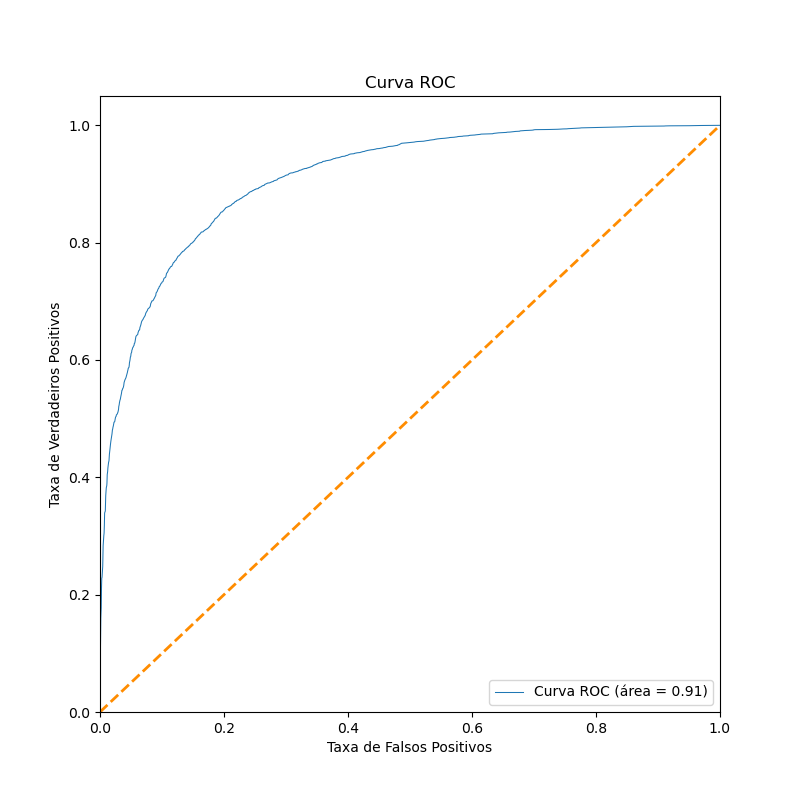 Curva ROC
1.0
0.8
Taxa de Verdadeiros Positivos
0.6
0.4
0.2
0.0
Curva ROC (área = 0.91)
0.0 0.2 0.4 0.6 0.8 1.0
Taxa de Falsos Positivos